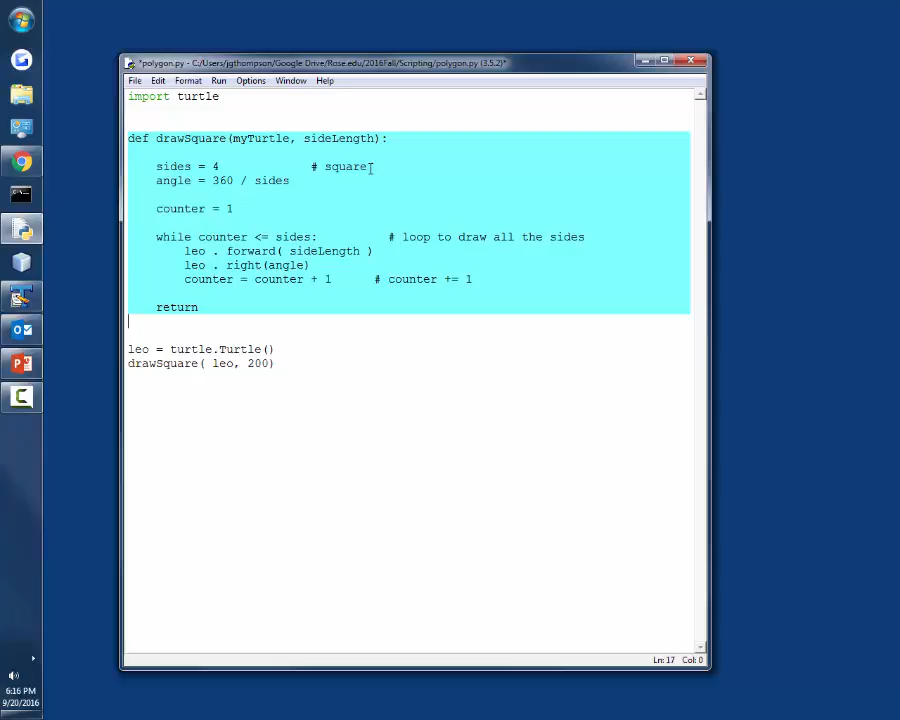 *polygon.py - C:/Users/jgthompson/Google Drive/Rose.edu/2016Fall/Scripting/polygon.py (3.5.2)*
File Edit Format Run Options Window Help
import turtle
def drawSquare(myTurtle, sideLength):
sides = 4 # square
angle = 360 / sides
counter = 1
while counter <= sides: # loop to draw all the sides
leo . forward( sideLength )
leo . right(angle)
counter = counter + 1 # counter += 1
return
leo = turtle.Turtle()
drawSquare( leo, 200)
Ln: 17 Col: 0
6:16 PM
9/20/2016